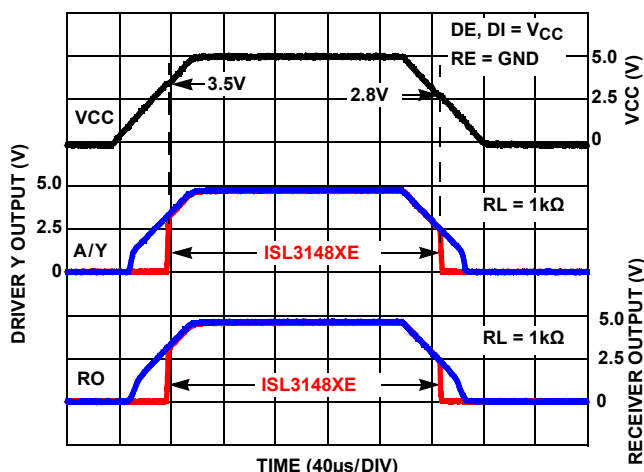 DE, DI = VCC
RE = GND
5.0
2.5
0
VCC (V)
3.5V
2.8V
VCC
DRIVER Y OUTPUT (V)
5.0
2.5
0
RL = 1kΩ
A/Y
ISL3148XE
RL = 1kΩ
RO
ISL3148XE
5.0
2.5
0
RECEIVER OUTPUT (V)
TIME (40µs/DIV)